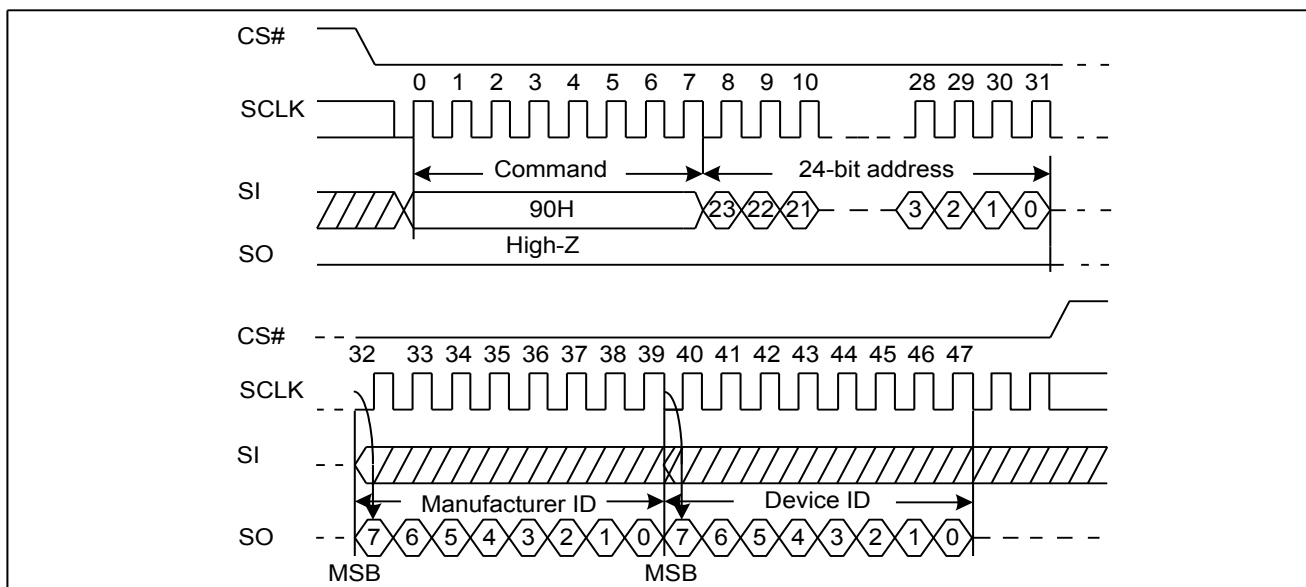 CS#
0 1 2 3 4 5 6 7 8 9 10 28 29 30 31
SCLK
Command 24-bit address
SI
90H 23 22 21 3 2 1 0
High-Z
SO
CS#
32 33 34 35 36 37 38 39 40 41 42 43 44 45 46 47
SCLK
SI
Manufacturer ID Device ID
SO 7 6 5 4 3 2 1 0 7 6 5 4 3 2 1 0
MSB MSB